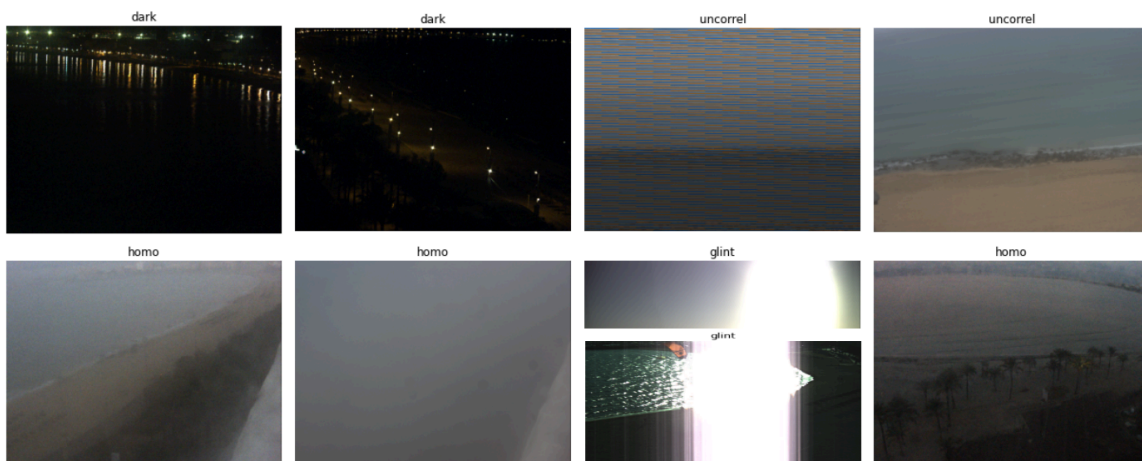 dark
dark
uncorrel
uncorrel
homo
homo
glint
homo
glint